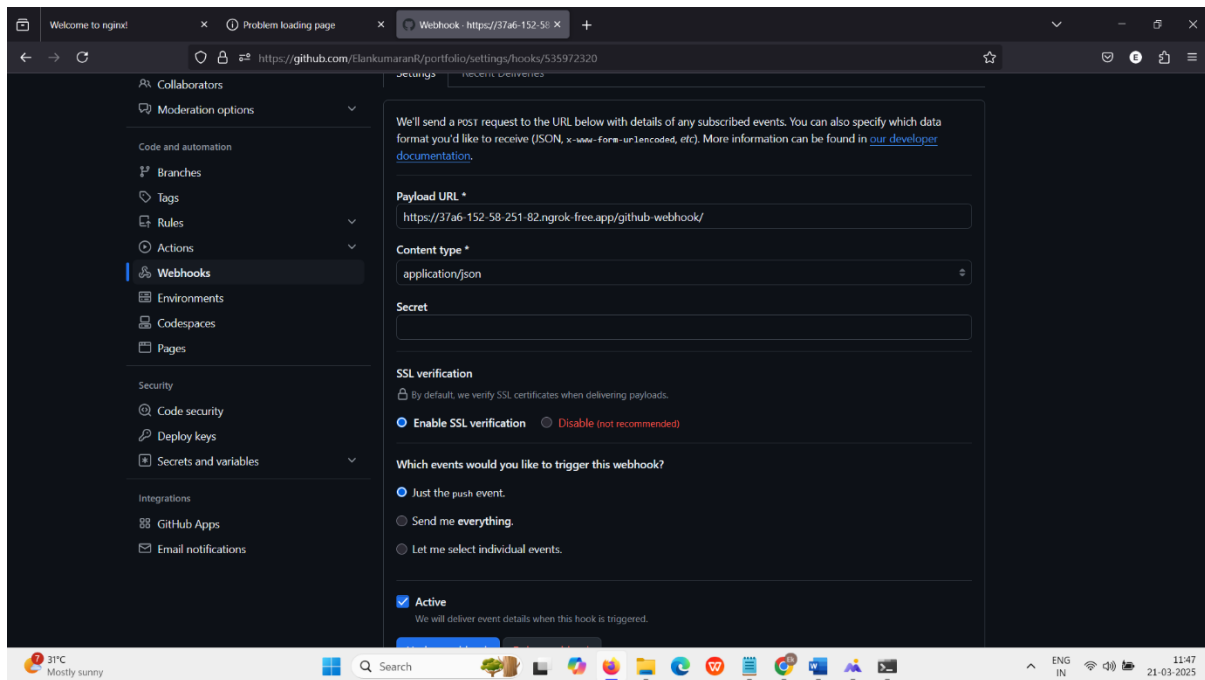 Welcome to nginx!
Problem loading page
Webhook · https://37a6-152-58
https://github.com/ElankumaranR/portfolio/settings/hooks/535972320
Collaborators
Moderation options
Code and automation
Branches
Tags
Rules
Actions
Webhooks
Environments
Codespaces
Pages
Security
Code security
Deploy keys
Secrets and variables
Integrations
GitHub Apps
Email notifications
Settings Recent Deliveries
We'll send a POST request to the URL below with details of any subscribed events. You can also specify which data
format you'd like to receive (JSON, x-www-form-urlencoded, etc). More information can be found in our developer
documentation.
Payload URL *
https://37a6-152-58-251-82.ngrok-free.app/github-webhook/
Content type *
application/json
Secret
SSL verification
By default, we verify SSL certificates when delivering payloads.
Enable SSL verification Disable (not recommended)
Which events would you like to trigger this webhook?
Just the push event.
Send me everything.
Let me select individual events.
Active
We will deliver event details when this hook is triggered.
7
31°C
Mostly sunny
Search
ENG
IN
11:47
21-03-2025